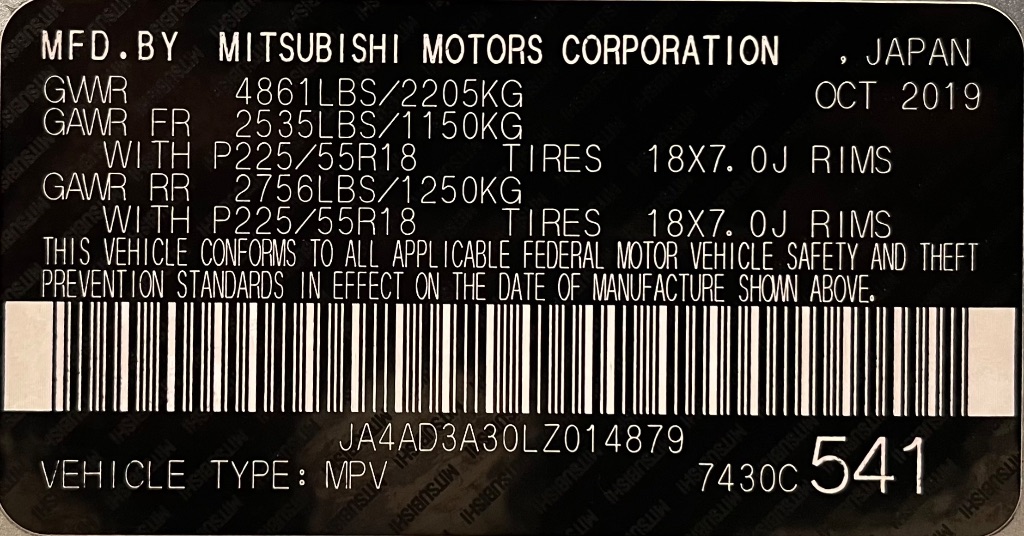 MFD.BY MITSUBISHI MOTORS CORPORATION , JAPAN
GVWR 4861LBS/2205KG OCT 2019
GAWR FR 2535LBS/1150KG
WITH P225/55R18 TIRES 18X7.0J RIMS
GAWR RR 2756LBS/1250KG
WITH P225/55R18 TIRES 18X7.0J RIMS
THIS VEHICLE CONFORMS TO ALL APPLICABLE FEDERAL MOTOR VEHICLE SAFETY AND THEFT
PREVENTION STANDARDS IN EFFECT ON THE DATE OF MANUFACTURE SHOWN ABOVE.
JA4AD3A30LZ014879
VEHICLE TYPE: MPV 7430C 541